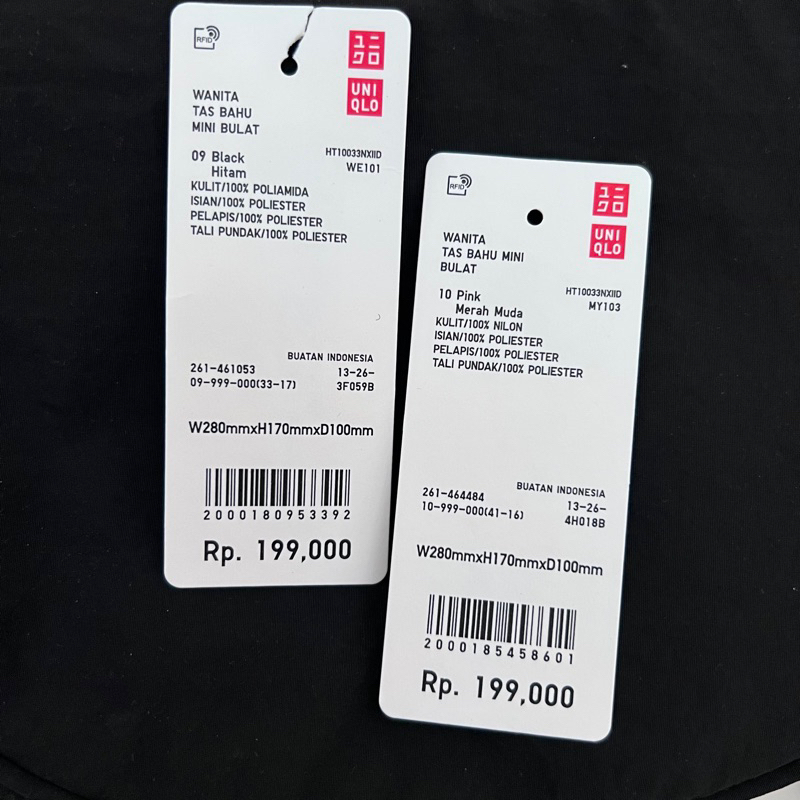 RFID
ユニ
クロ
UNI
QLO
WANITA
TAS BAHU
MINI BULAT
HT10033NXIID
09 Black
WE101
Hitam
KULIT/100% POLIAMIDA
ISIAN/100% POLIESTER
PELAPIS/100% POLIESTER
TALI PUNDAK/100% POLIESTER
BUATAN INDONESIA
261-461053
13-26-
09-999-000(33-17)
3F059B
W280mmxH170mmxD100mm
2000180953392
Rp. 199,000
RFID
ユニ
クロ
UNI
QLO
WANITA
TAS BAHU MINI
BULAT
HT10033NXIID
10 Pink
MY103
Merah Muda
KULIT/100% NILON
ISIAN/100% POLIESTER
PELAPIS/100% POLIESTER
TALI PUNDAK/100% POLIESTER
BUATAN INDONESIA
261-464484
13-26-
10-999-000(41-16)
4H018B
W280mmxH170mmxD100mm
2000185458601
Rp. 199,000